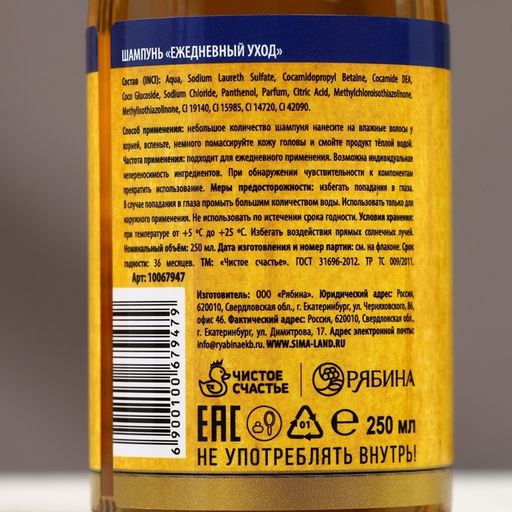 ШАМПУНЬ «ЕЖЕДНЕВНЫЙ УХОД»
Состав (INCI): Aqua, Sodium Laureth Sulfate, Cocamidopropyl Betaine, Cocamide DEA,
Coco Glucoside, Sodium Chloride, Panthenol, Parfum, Citric Acid, Methylchloroisothiazolinone,
Methylisothiazolinone, CI 19140, CI 15985, CI 14720, CI 42090.
Способ применения: небольшое количество шампуня нанесите на влажные волосы у
корней, вспеньте, немного помассируйте кожу головы и смойте продукт тёплой водой.
Частота применения: подходит для ежедневного применения. Возможна индивидуальная
непереносимость ингредиентов. При обнаружении чувствительности к компонентам
прекратить использование. Меры предосторожности: избегать попадания в глаза.
В случае попадания в глаза промыть большим количеством воды. Использовать только для
наружного применения. Не использовать по истечении срока годности. Условия хранения:
при температуре от +5 °C до +25 °C. Избегать воздействия прямых солнечных лучей.
Номинальный объём: 250 мл. Дата изготовления и номер партии: см. на флаконе. Срок
годности: 36 месяцев. ТМ: «Чистое счастье». ГОСТ 31696-2012. ТР ТС 009/2011.
Арт: 10067947
Изготовитель: ООО «Рябина». Юридический адрес: Россия,
620010, Свердловская обл., г. Екатеринбург, ул. Черняховского, 86,
офис 46. Фактический адрес: Россия, 620010, Свердловская обл.,
г. Екатеринбург, ул. Димитрова, 17. Адрес электронной почты:
info@ryabinaekb.ru. WWW.SIMA-LAND.RU
ЧИСТОЕ
СЧАСТЬЕ
РЯБИНА
6 900100 679479
EAC
01
e 250 мл
НЕ УПОТРЕБЛЯТЬ ВНУТРЬ!